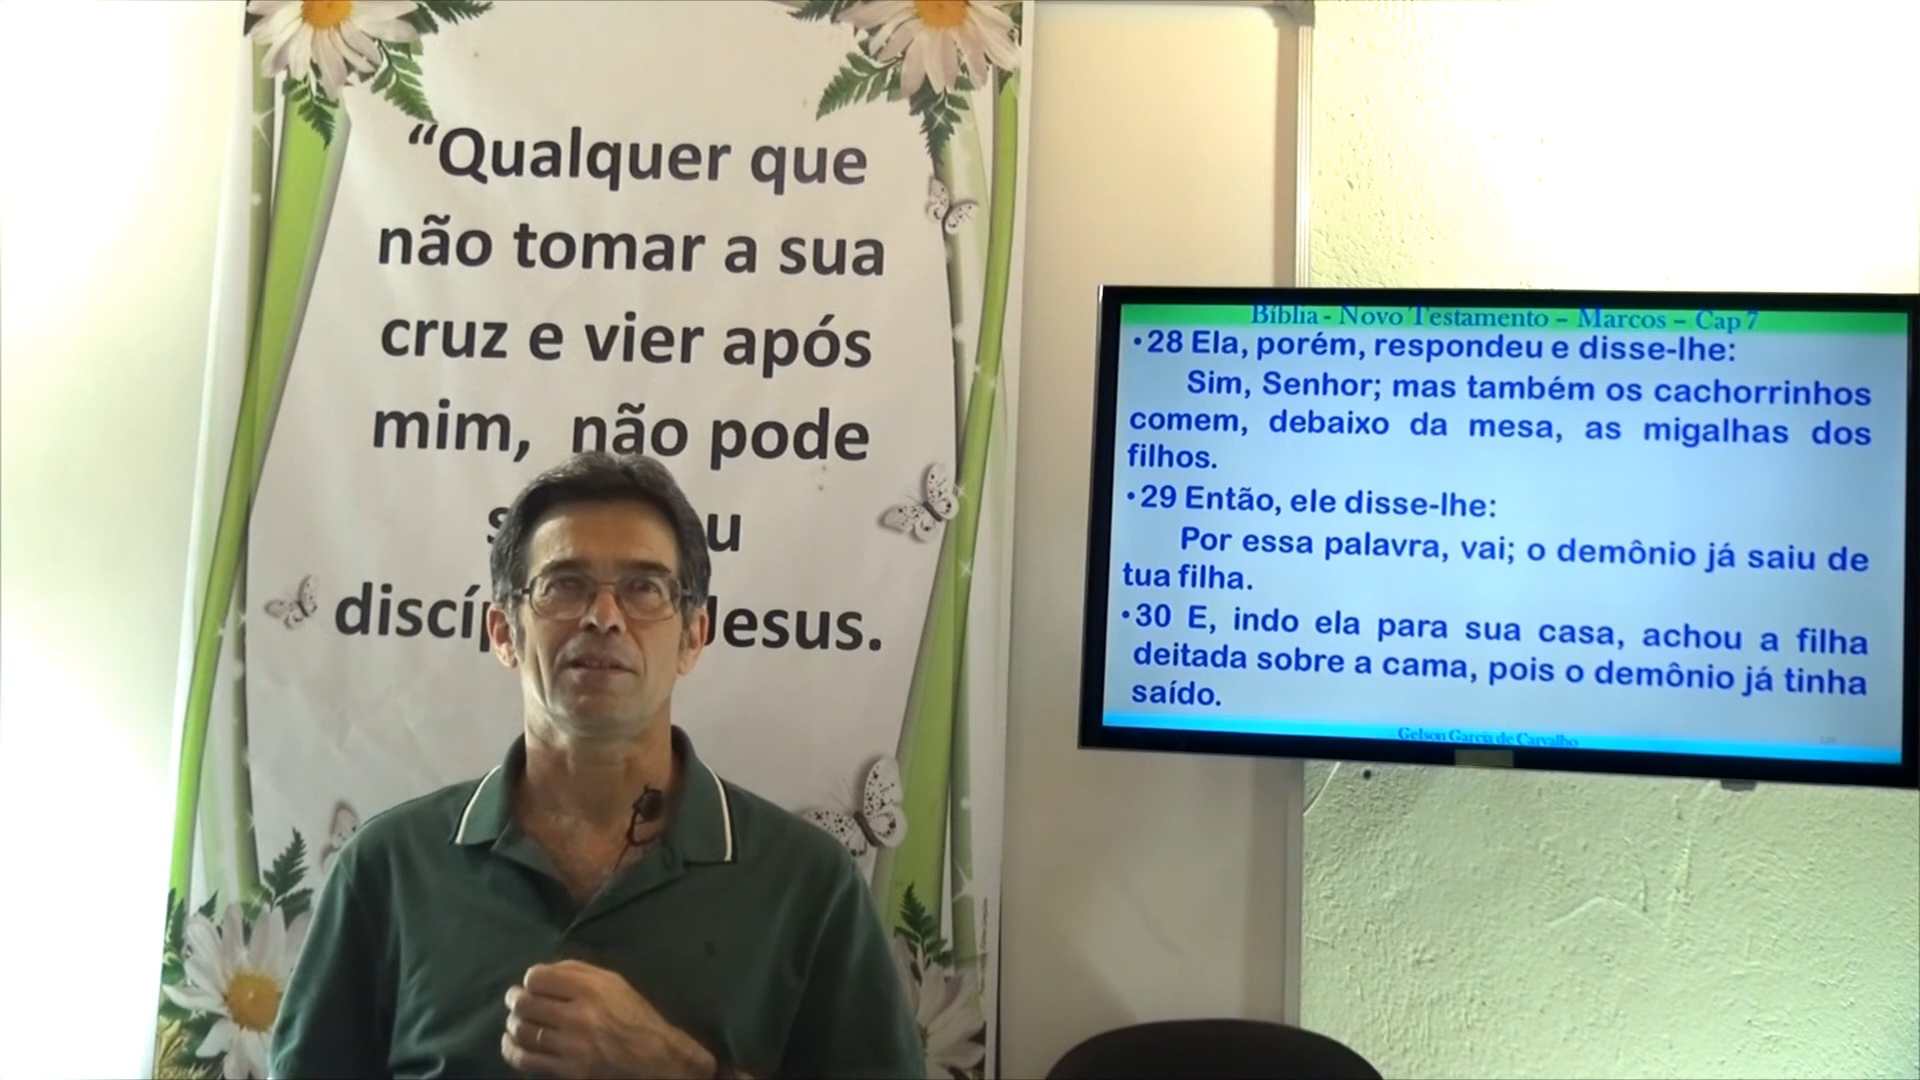 “Qualquer que
não tomar a sua
cruz e vier após
mim, não pode
Jesus.
Bíblia - Novo Testamento – Marcos – Cap 7
•28 Ela, porém, respondeu e disse-lhe:
Sim, Senhor; mas também os cachorrinhos
comem, debaixo da mesa, as migalhas dos
filhos.
•29 Então, ele disse-lhe:
Por essa palavra, vai; o demônio já saiu de
tua filha.
•30 E, indo ela para sua casa, achou a filha
deitada sobre a cama, pois o demônio já tinha
saído.
Gelson Garcia de Carvalho